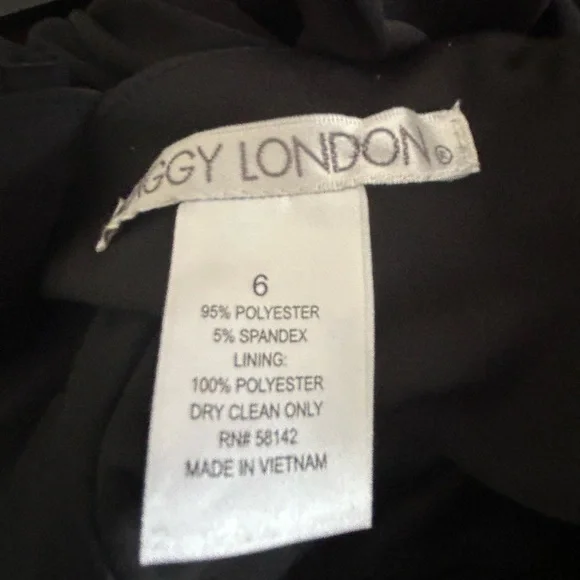 GGY LONDON®
6
95% POLYESTER
5% SPANDEX
LINING:
100% POLYESTER
DRY CLEAN ONLY
RN# 58142
MADE IN VIETNAM